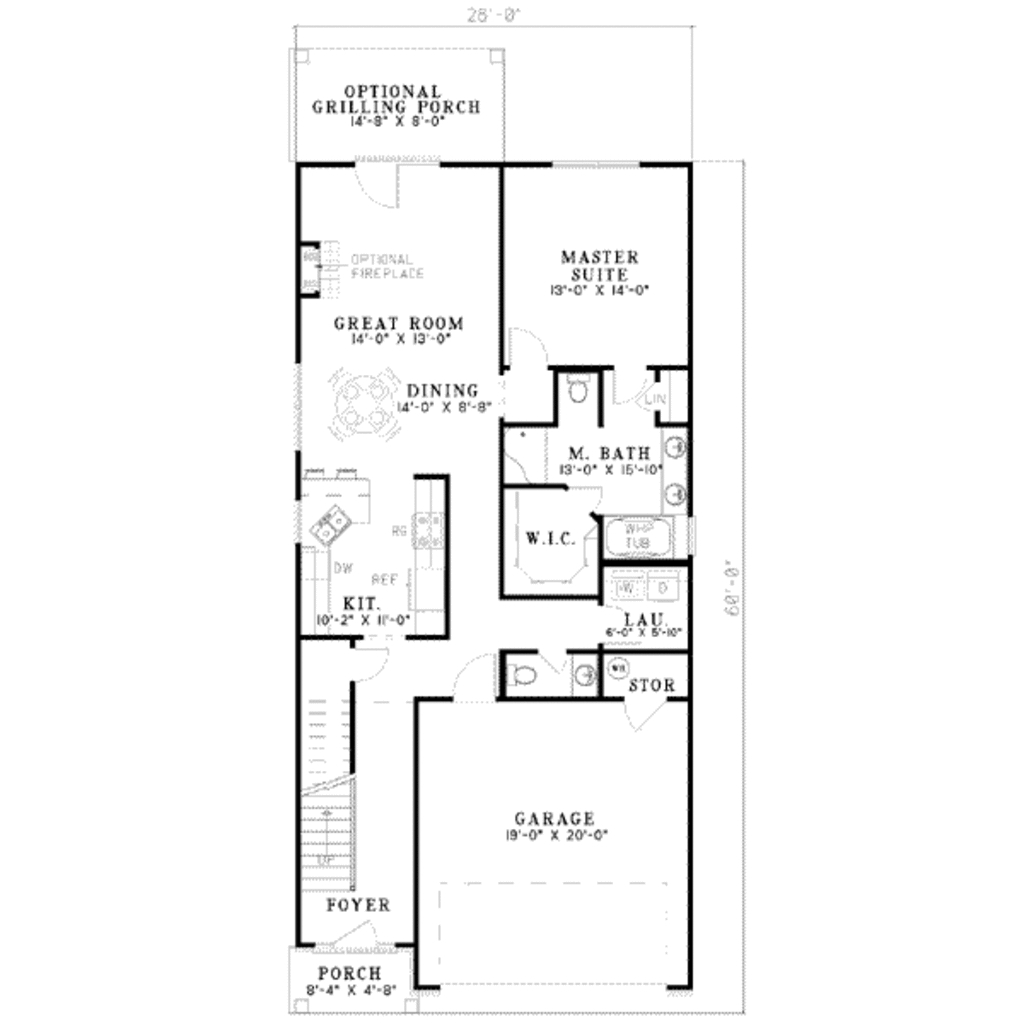 28'-0"
OPTIONAL
GRILLING PORCH
14'-8" X 8'-0"
OPTIONAL
FIREPLACE
MASTER
SUITE
13'-0" X 14'-0"
GREAT ROOM
14'-0" X 13'-0"
DINING
14'-0" X 8'-8"
LIN
M. BATH
13'-0" X 15'-10"
RG
W.I.C.
WHP
TUB
DW
REF
KIT.
10'-2" X 11'-0"
W
D
LAU.
6'-0" X 5'-10"
60'-0"
WH
STOR
GARAGE
19'-0" X 20'-0"
UP
FOYER
PORCH
8'-4" X 4'-8"